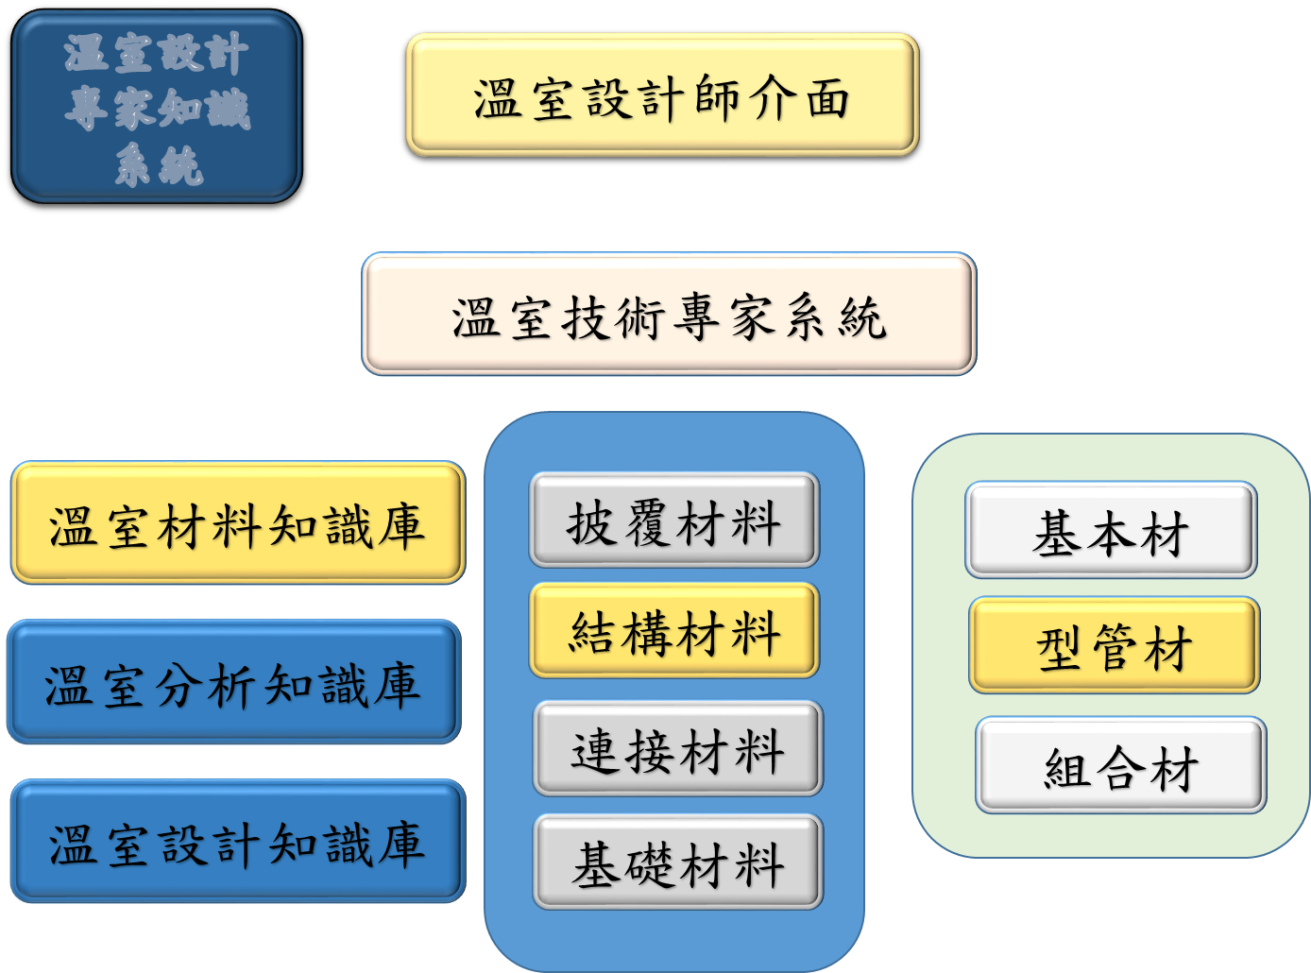 溫室設計
專家知識
系統
溫室設計師介面
溫室技術專家系統
溫室材料知識庫
溫室分析知識庫
溫室設計知識庫
披覆材料
結構材料
連接材料
基礎材料
基本材
型管材
組合材